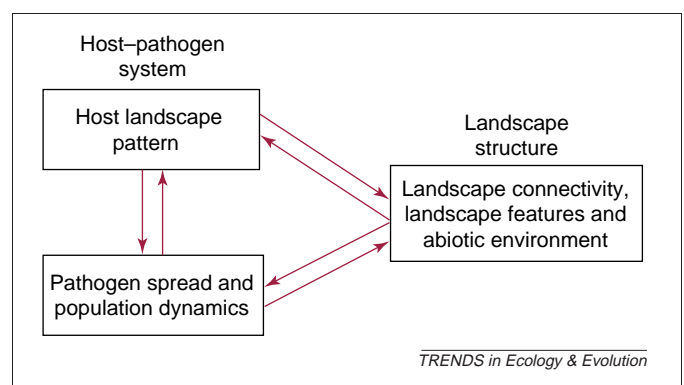 Host–pathogen
system
Host landscape
pattern
Landscape
structure
Landscape connectivity,
landscape features and
abiotic environment
Pathogen spread and
population dynamics
TRENDS in Ecology & Evolution